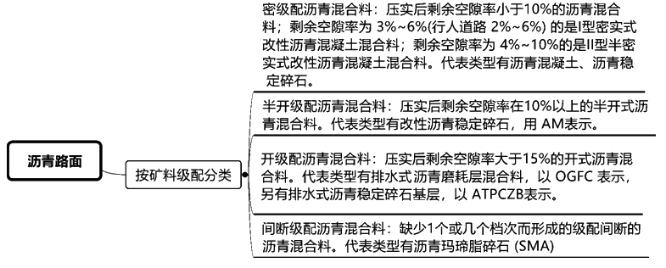 密级配沥青混合料：压实后剩余空隙率小于10%的沥青混合
料；剩余空隙率为 3%~6%(行人道路 2%~6%) 的是I型密实式
改性沥青混凝土混合料；剩余空隙率为 4%~10%的是II型半密
实式改性沥青混凝土混合料。代表类型有沥青混凝土、沥青稳
定碎石。
半开级配沥青混合料：压实后剩余空隙率在10%以上的半开式沥
青混合料。代表类型有改性沥青稳定碎石，用 AM表示。
沥青路面
按矿料级配分类
开级配沥青混合料：压实后剩余空隙率大于15%的开式沥青混
合料。代表类型有排水式沥青磨耗层混合料，以 OGFC 表示，
另有排水式沥青稳定碎石基层，以 ATPCZB表示。
间断级配沥青混合料：缺少1个或几个档次而形成的级配间断的
沥青混合料。代表类型有沥青玛蹄脂碎石 (SMA)